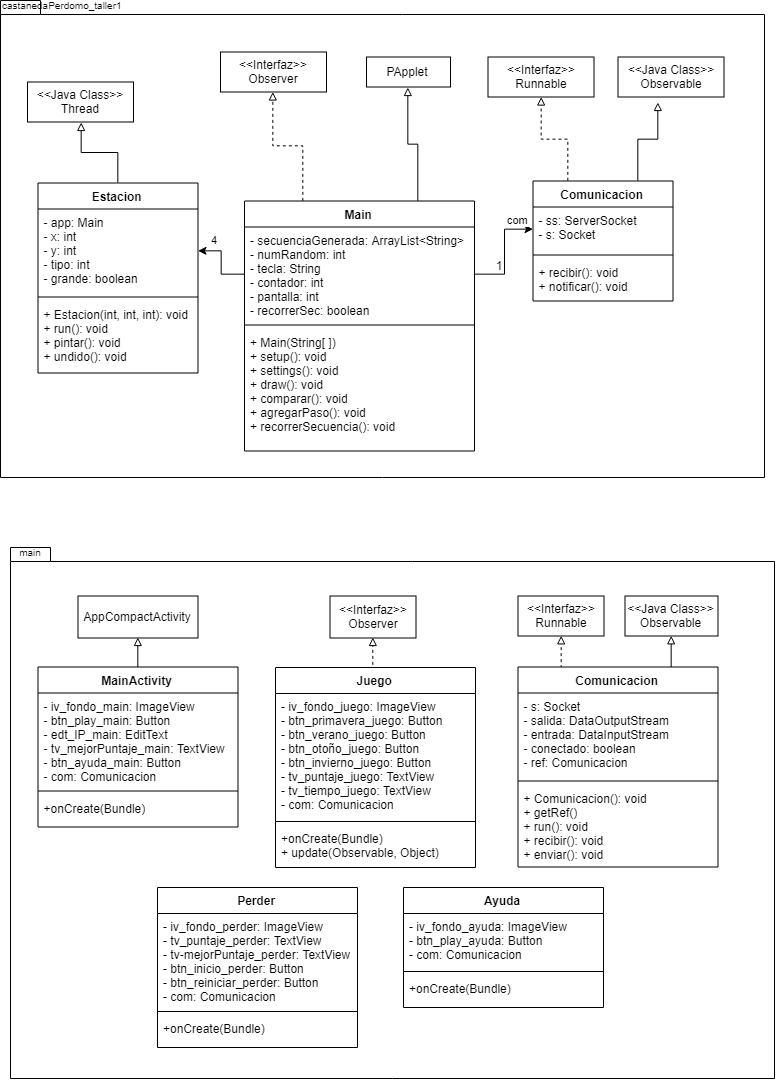 castanedaPerdomo_taller1
<<Java Class>>
Thread
<<Interfaz>>
Observer
PApplet
<<Interfaz>>
Runnable
<<Java Class>>
Observable
Estacion
- app: Main
- x: int
- y: int
- tipo: int
- grande: boolean
+ Estacion(int, int, int): void
+ run(): void
+ pintar(): void
+ undido(): void
4
Main
- secuenciaGenerada: ArrayList<String>
- numRandom: int
- tecla: String
- contador: int
- pantalla: int
- recorrerSec: boolean
+ Main(String[ ])
+ setup(): void
+ settings(): void
+ draw(): void
+ comparar(): void
+ agregarPaso(): void
+ recorrerSecuencia(): void
com
1
Comunicacion
- ss: ServerSocket
- s: Socket
+ recibir(): void
+ notificar(): void
main
AppCompactActivity
<<Interfaz>>
Observer
<<Interfaz>>
Runnable
<<Java Class>>
Observable
MainActivity
- iv_fondo_main: ImageView
- btn_play_main: Button
- edt_IP_main: EditText
- tv_mejorPuntaje_main: TextView
- btn_ayuda_main: Button
- com: Comunicacion
+onCreate(Bundle)
Juego
- iv_fondo_juego: ImageView
- btn_primavera_juego: Button
- btn_verano_juego: Button
- btn_otoño_juego: Button
- btn_invierno_juego: Button
- tv_puntaje_juego: TextView
- tv_tiempo_juego: TextView
- com: Comunicacion
+onCreate(Bundle)
+ update(Observable, Object)
Comunicacion
- s: Socket
- salida: DataOutputStream
- entrada: DataInputStream
- conectado: boolean
- ref: Comunicacion
+ Comunicacion(): void
+ getRef()
+ run(): void
+ recibir(): void
+ enviar(): void
Perder
- iv_fondo_perder: ImageView
- tv_puntaje_perder: TextView
- tv-mejorPuntaje_perder: TextView
- btn_inicio_perder: Button
- btn_reiniciar_perder: Button
- com: Comunicacion
+onCreate(Bundle)
Ayuda
- iv_fondo_ayuda: ImageView
- btn_play_ayuda: Button
- com: Comunicacion
+onCreate(Bundle)